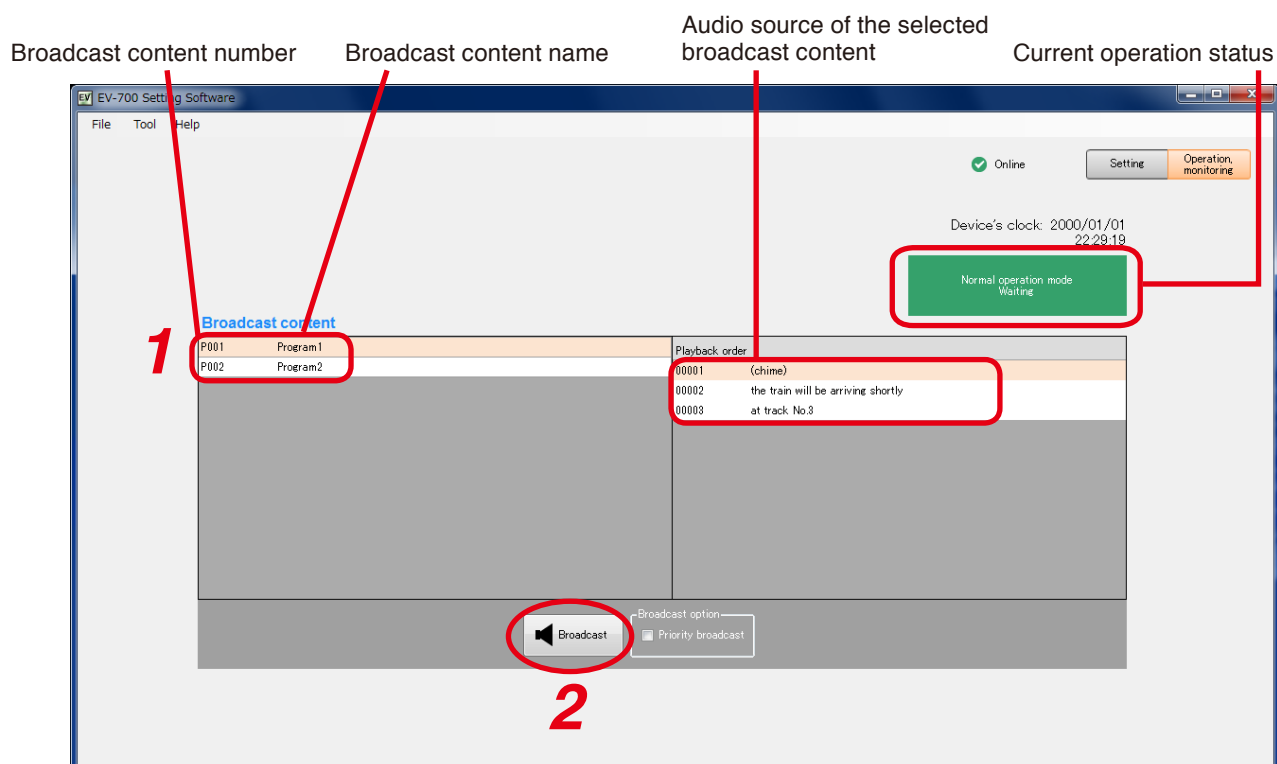 Audio source of the selected
broadcast content
Broadcast content number
Broadcast content name
Current operation status
EV EV-700 Setting Software
File Tool Help
Online
Setting
Operation,
monitoring
Device's clock: 2000/01/01
22:29:19
Normal operation mode
Waiting
1
Broadcast content
P001 Program1
P002 Program2
Playback order
00001 (chime)
00002 the train will be arriving shortly
00003 at track No.3
Broadcast
Broadcast option
Priority broadcast
2